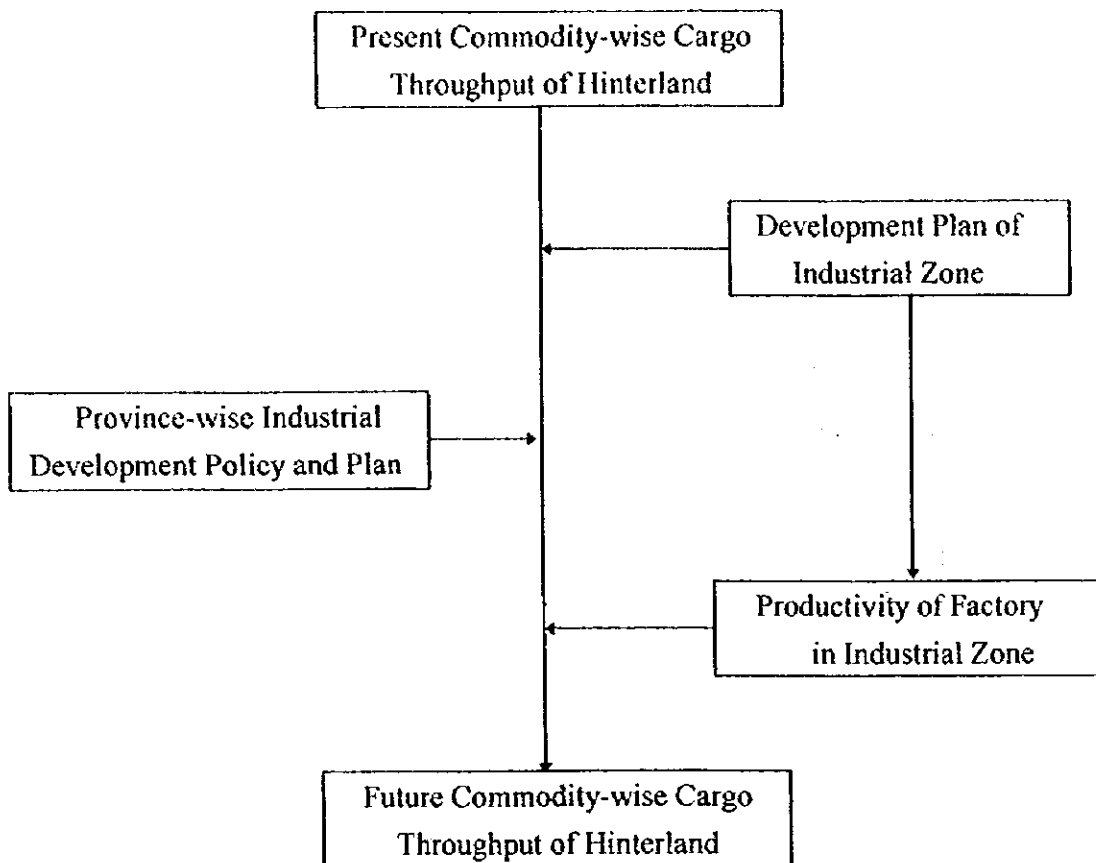 Present Commodity-wise Cargo
Throughput of Hinterland
Development Plan of
Industrial Zone
Province-wise Industrial
Development Policy and Plan
Productivity of Factory
in Industrial Zone
Future Commodity-wise Cargo
Throughput of Hinterland